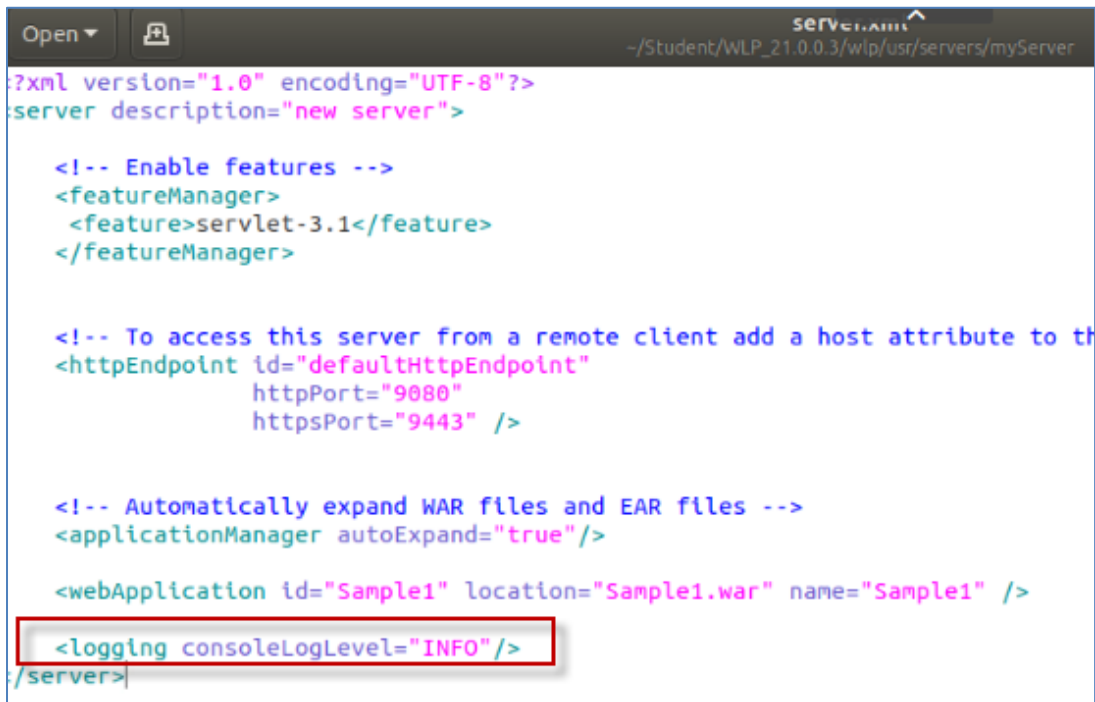 Open
server.xml
~/Student/WLP_21.0.0.3/wlp/usr/servers/myServer
?xml version="1.0" encoding="UTF-8"?>
server description="new server">
<!-- Enable features -->
<featureManager>
<feature>servlet-3.1</feature>
</featureManager>
<!-- To access this server from a remote client add a host attribute to th
<httpEndpoint id="defaultHttpEndpoint"
httpPort="9080"
httpsPort="9443" />
<!-- Automatically expand WAR files and EAR files -->
<applicationManager autoExpand="true"/>
<webApplication id="Sample1" location="Sample1.war" name="Sample1" />
<logging consoleLogLevel="INFO"/>
/server>